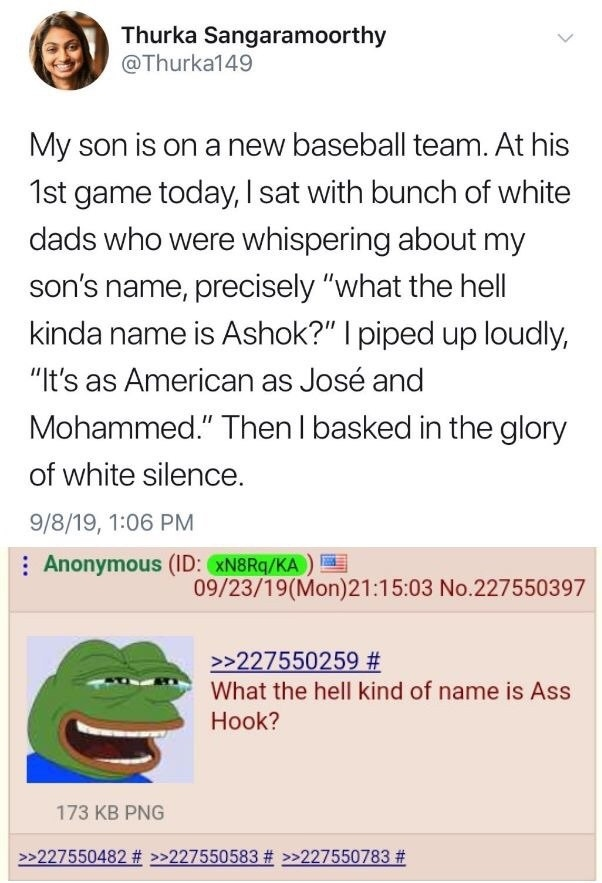 Thurka Sangaramoorthy
@Thurka149
My son is on a new baseball team. At his
1st game today, I sat with bunch of white
dads who were whispering about my
son’s name, precisely “what the hell
kinda name is Ashok?” I piped up loudly,
“It’s as American as José and
Mohammed.” Then I basked in the glory
of white silence.
9/8/19, 1:06 PM
Anonymous (ID: xN8Rq/KA)
09/23/19(Mon)21:15:03 No.227550397
>>227550259 #
What the hell kind of name is Ass
Hook?
173 KB PNG
>>227550482 # >>227550583 # >>227550783 #